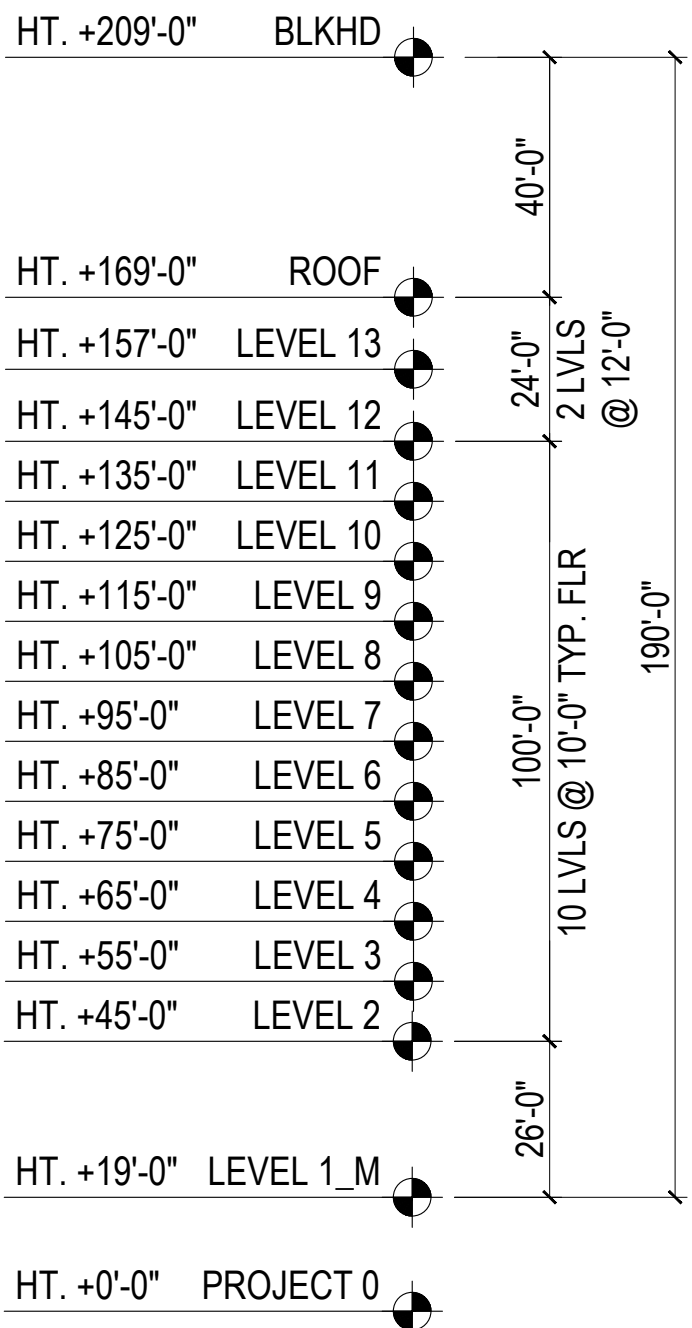 HT. +209'-0" BLKHD
40'-0"
HT. +169'-0" ROOF
24'-0"
2 LVLS
@ 12'-0"
HT. +157'-0" LEVEL 13
HT. +145'-0" LEVEL 12
HT. +135'-0" LEVEL 11
HT. +125'-0" LEVEL 10
HT. +115'-0" LEVEL 9
HT. +105'-0" LEVEL 8
HT. +95'-0" LEVEL 7
HT. +85'-0" LEVEL 6
HT. +75'-0" LEVEL 5
HT. +65'-0" LEVEL 4
HT. +55'-0" LEVEL 3
HT. +45'-0" LEVEL 2
100'-0"
10 LVLS @ 10'-0" TYP. FLR
190'-0"
26'-0"
HT. +19'-0" LEVEL 1_M
HT. +0'-0" PROJECT 0